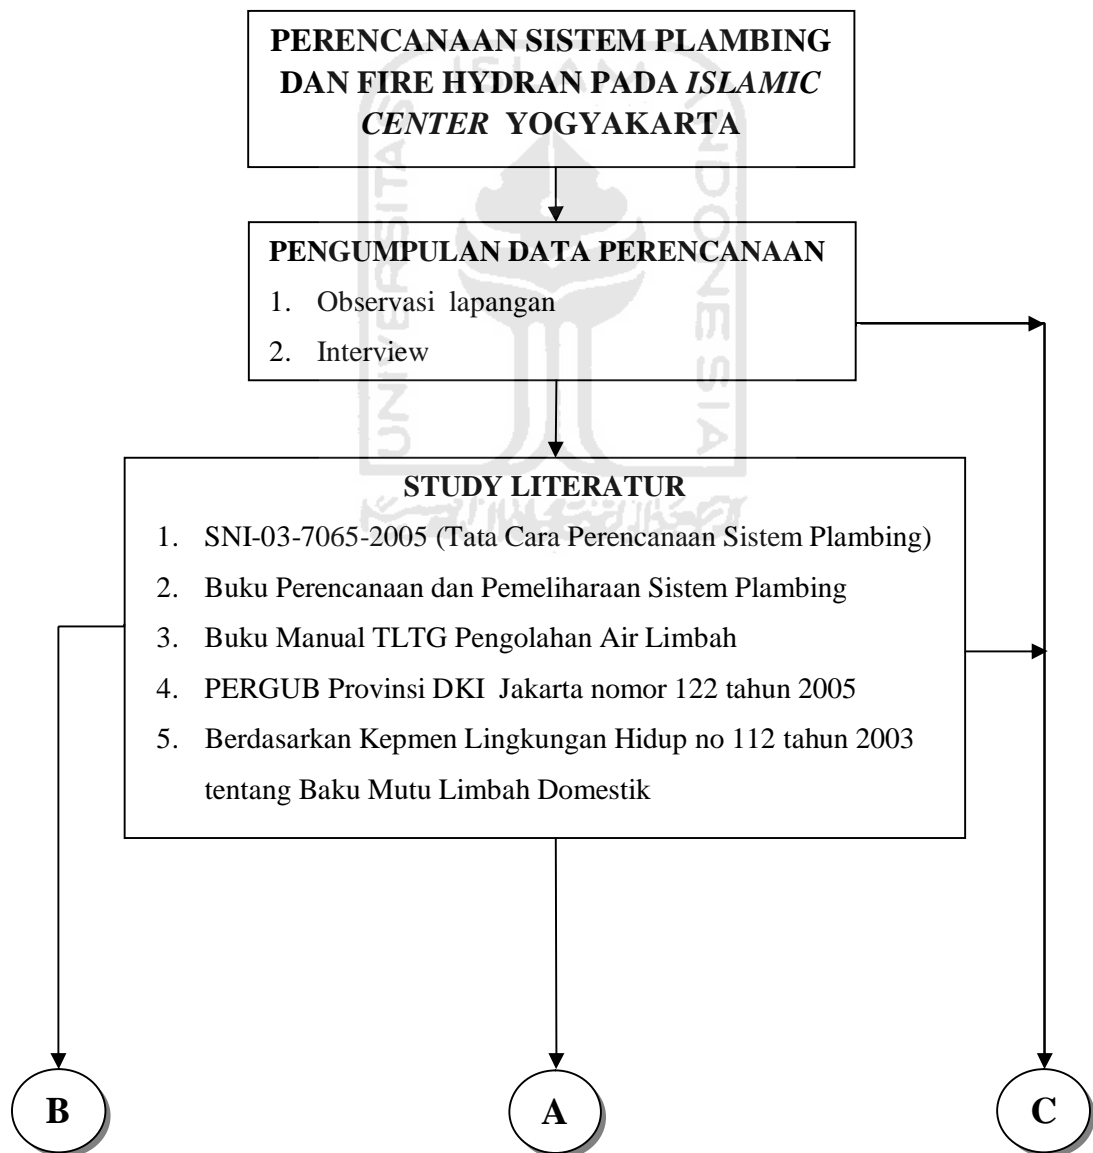 PERENCANAAN SISTEM PLAMBING
DAN FIRE HYDRAN PADA ISLAMIC
CENTER YOGYAKARTA
PENGUMPULAN DATA PERENCANAAN
1. Observasi lapangan
2. Interview
STUDY LITERATUR
1. SNI-03-7065-2005 (Tata Cara Perencanaan Sistem Plambing)
2. Buku Perencanaan dan Pemeliharaan Sistem Plambing
3. Buku Manual TLTG Pengolahan Air Limbah
4. PERGUB Provinsi DKI Jakarta nomor 122 tahun 2005
5. Berdasarkan Kepmen Lingkungan Hidup no 112 tahun 2003
tentang Baku Mutu Limbah Domestik
B
A
C
UNIVERSITAS
ISLAM
INDONESIA